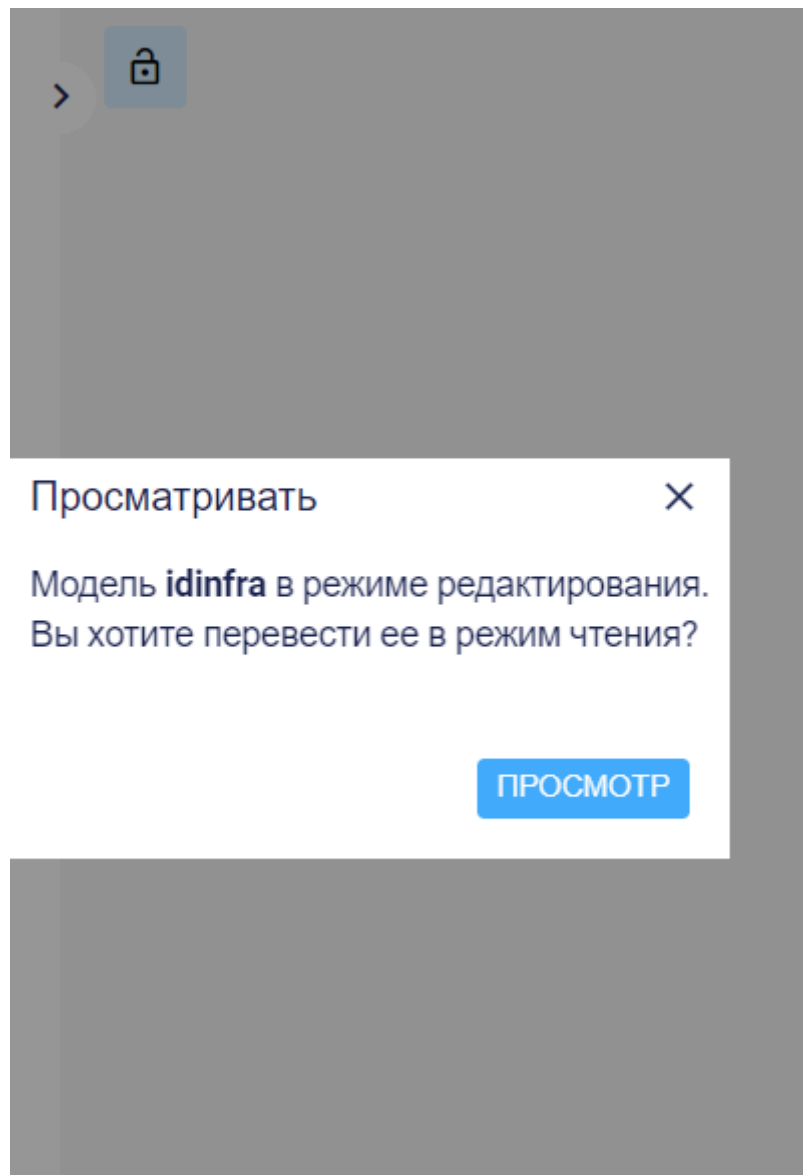 Просматривать
Модель idinfra в режиме редактирования.
Вы хотите перевести ее в режим чтения?
ПРОСМОТР